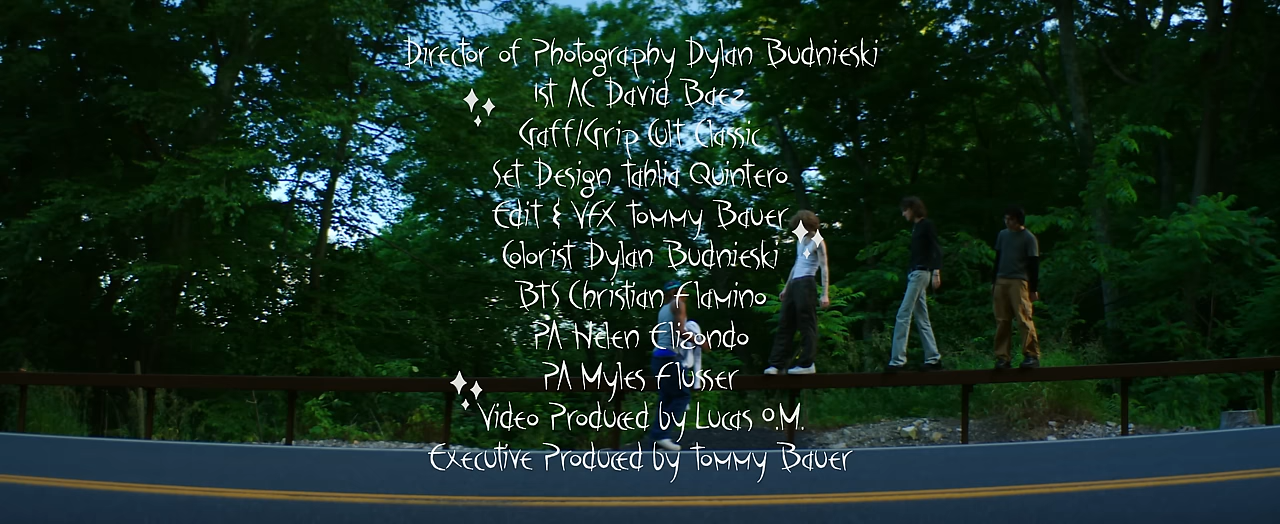 Director of Photography Dylan Budnieski
1st AC David Baez
Gaff/Grip Cult Classic
Set Design Tahlia Quintero
Edit & VFX Tommy Bauer
Colorist Dylan Budnieski
BTS Christian Flamino
PA Helen Elizondo
PA Myles Flusser
Video Produced by Lucas O.M.
Executive Produced by Tommy Bauer